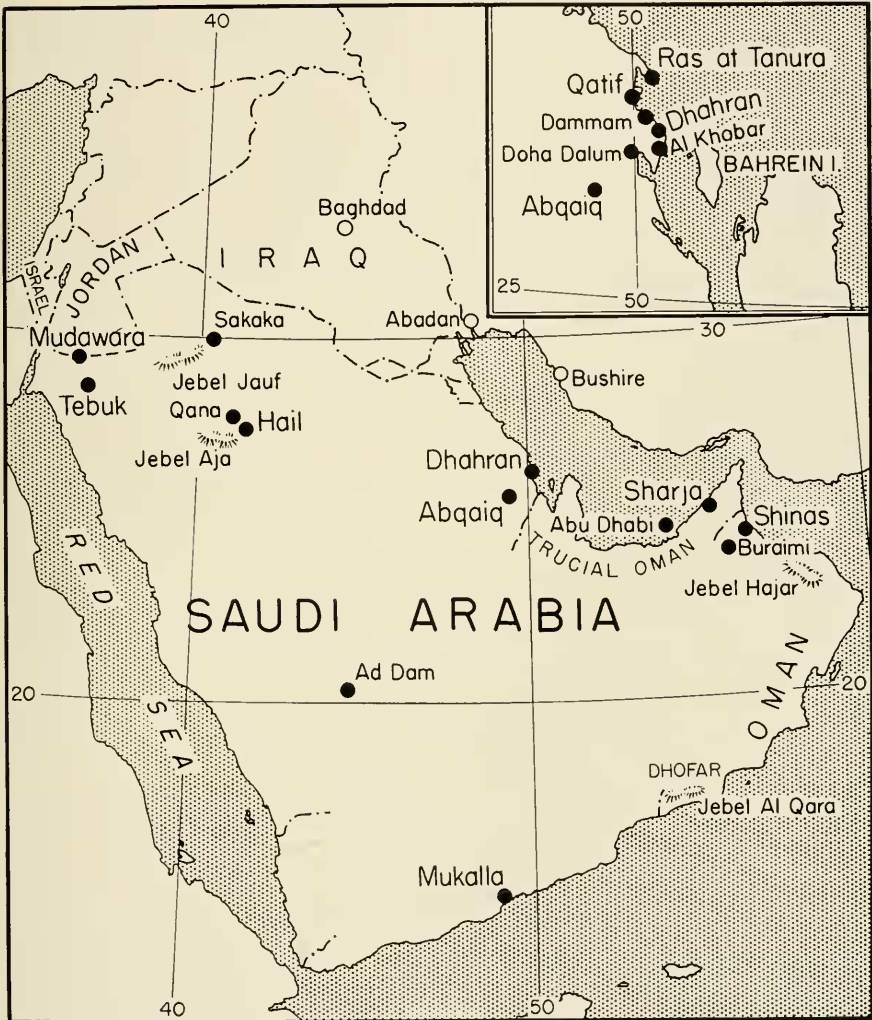 40
50
Ras at Tanura
Qatif
Dammam
Dhahran
Al Khobar
Doha Dalum
BAHREIN I.
Abqaiq
25
50
Baghdad
IRAQ
JORDAN
ISRAEL
Abadan
30
Sakaka
Mudawara
Jebel Jauf
Bushire
Tebuk
Qana
Hail
Jebel Aja
Dhahran
Abqaiq
Sharja
Abu Dhabi
Shinas
Buraimi
TRUCIAL OMAN
Jebel Hajar
RED SEA
SAUDI ARABIA
Ad Dam
20
20
OMAN
DHOFAR
Jebel Al Qara
Mukalla
40
50